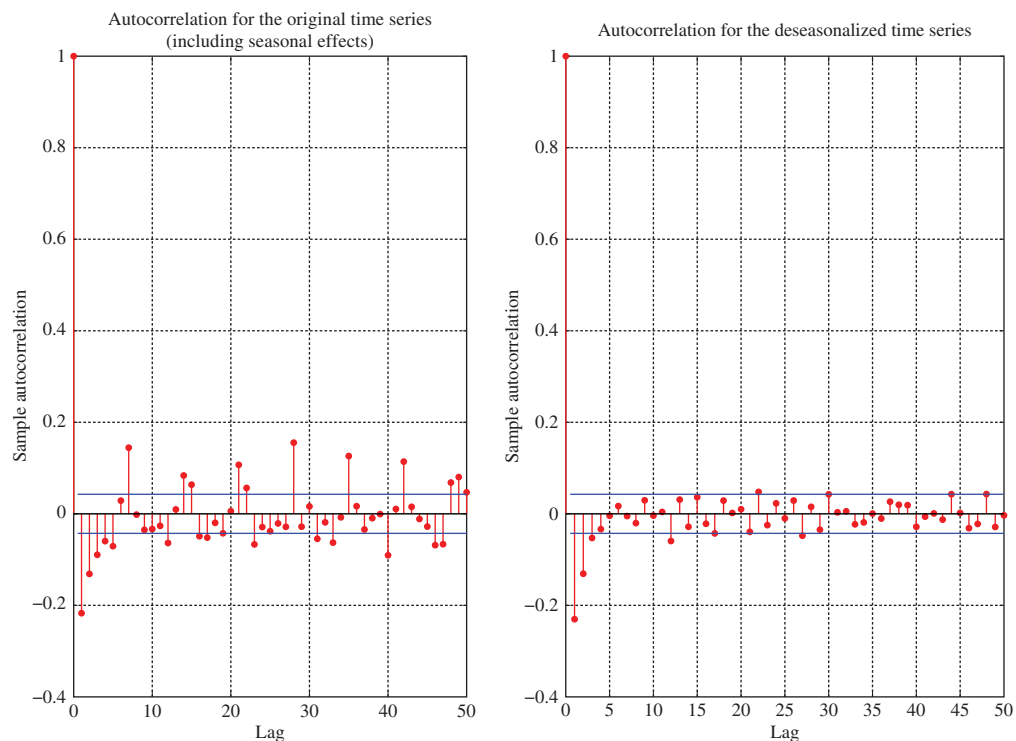 Autocorrelation for the original time series
(including seasonal effects)
1
0.8
0.6
0.4
0.2
0
−0.2
−0.4
Sample autocorrelation
0 10 20 30 40 50
Lag
Autocorrelation for the deseasonalized time series
1
0.8
0.6
0.4
0.2
0
−0.2
−0.4
Sample autocorrelation
0 5 10 15 20 25 30 35 40 45 50
Lag